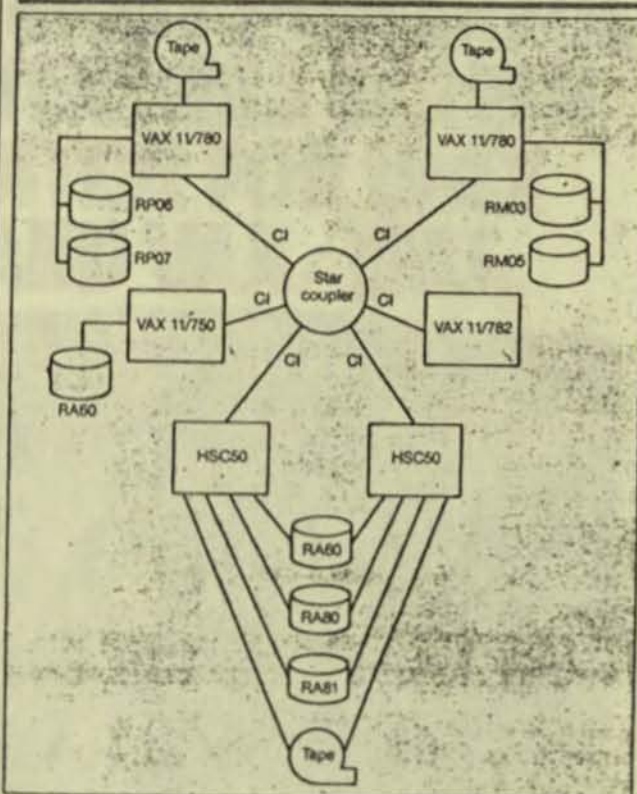 Tape
Tape
VAX 11/780
VAX 11/780
RP06
RM03
RP07
CI
CI
RM05
Star
coupler
CI
CI
VAX 11/750
VAX 11/782
CI
CI
RA60
HSC50
HSC50
RA60
RA80
RA81
Tape